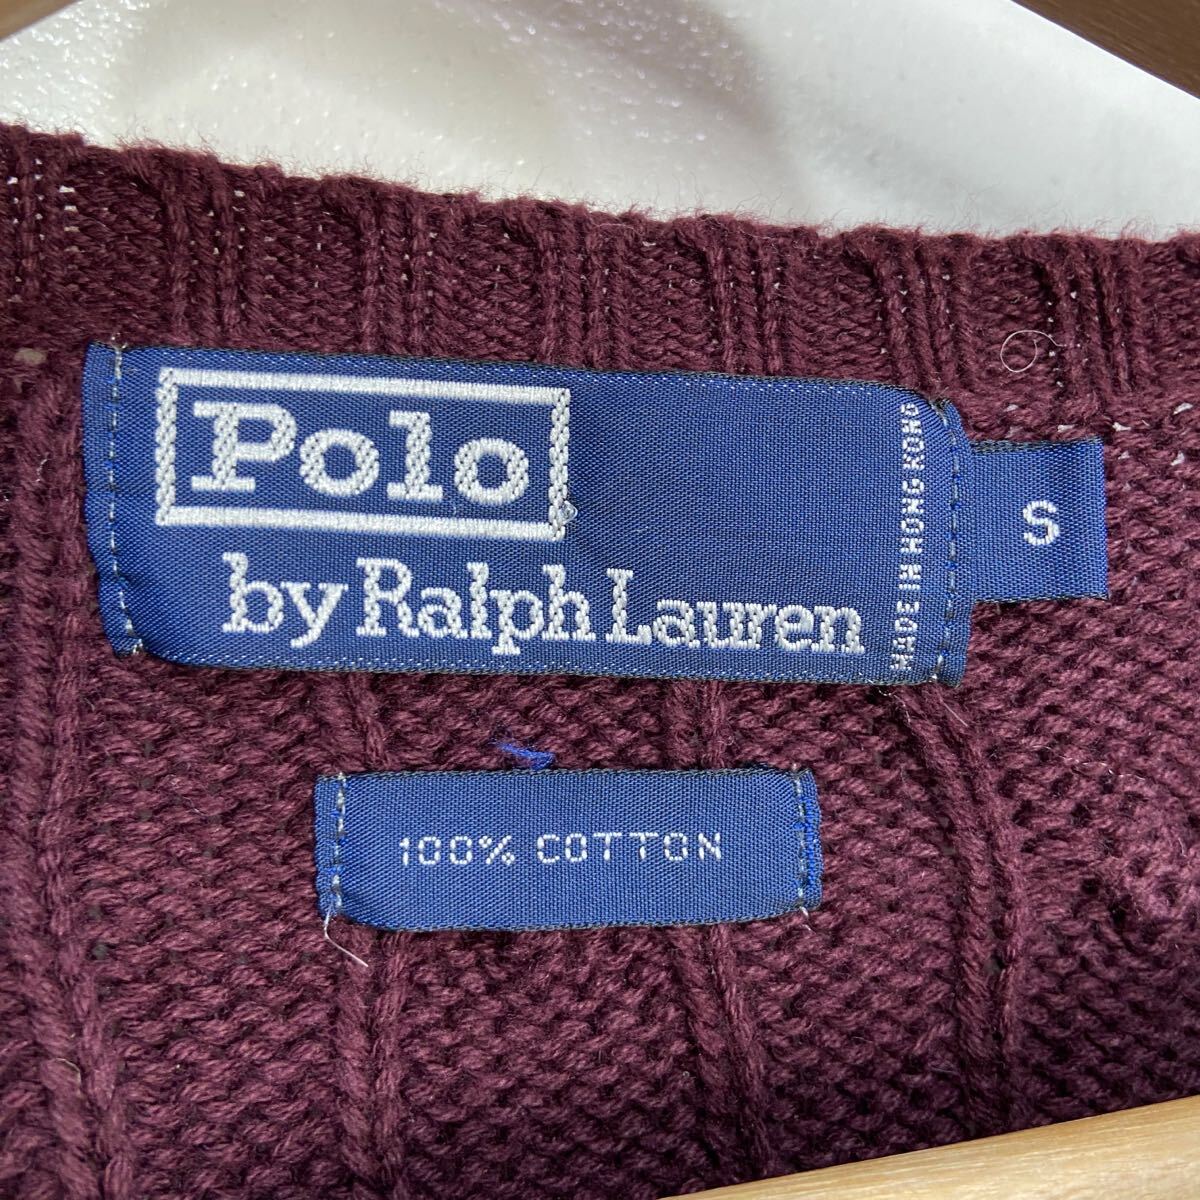 Polo
by Ralph Lauren
MADE IN HONG KONG
S
100% COTTON